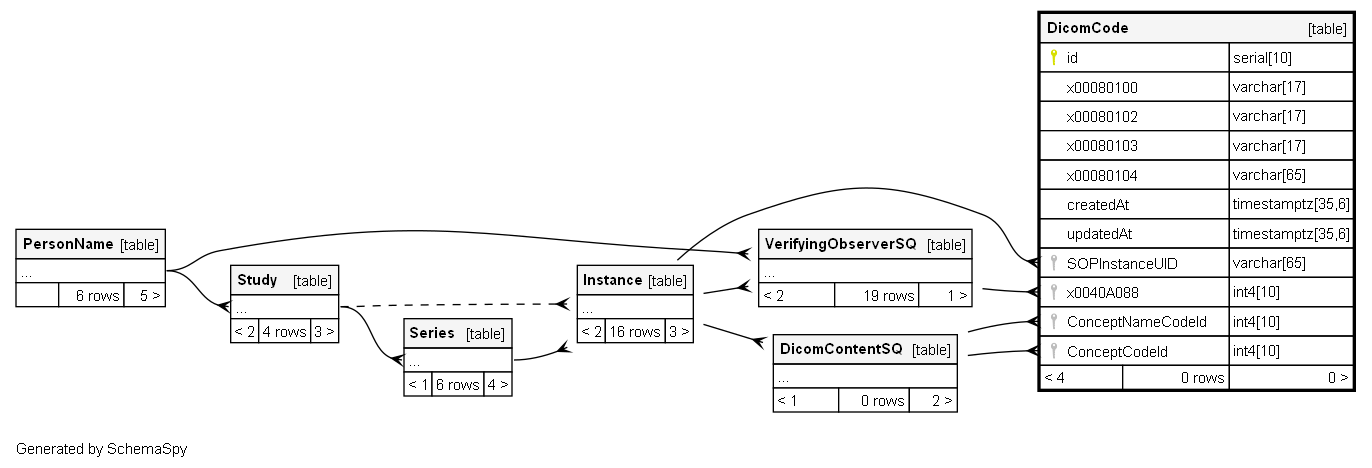 DicomCode [table]
id serial[10]
x00080100 varchar[17]
x00080102 varchar[17]
x00080103 varchar[17]
x00080104 varchar[65]
createdAt timestamptz[35,6]
updatedAt timestamptz[35,6]
SOPInstanceUID varchar[65]
x0040A088 int4[10]
ConceptNameCodeId int4[10]
ConceptCodeId int4[10]
< 4 0 rows 0 >
PersonName [table]
...
6 rows 5 >
Study [table]
...
< 2 4 rows 3 >
Series [table]
...
< 1 6 rows 4 >
Instance [table]
...
< 2 16 rows 3 >
VerifyingObserverSQ [table]
...
< 2 19 rows 1 >
DicomContentSQ [table]
...
< 1 0 rows 2 >
Generated by SchemaSpy